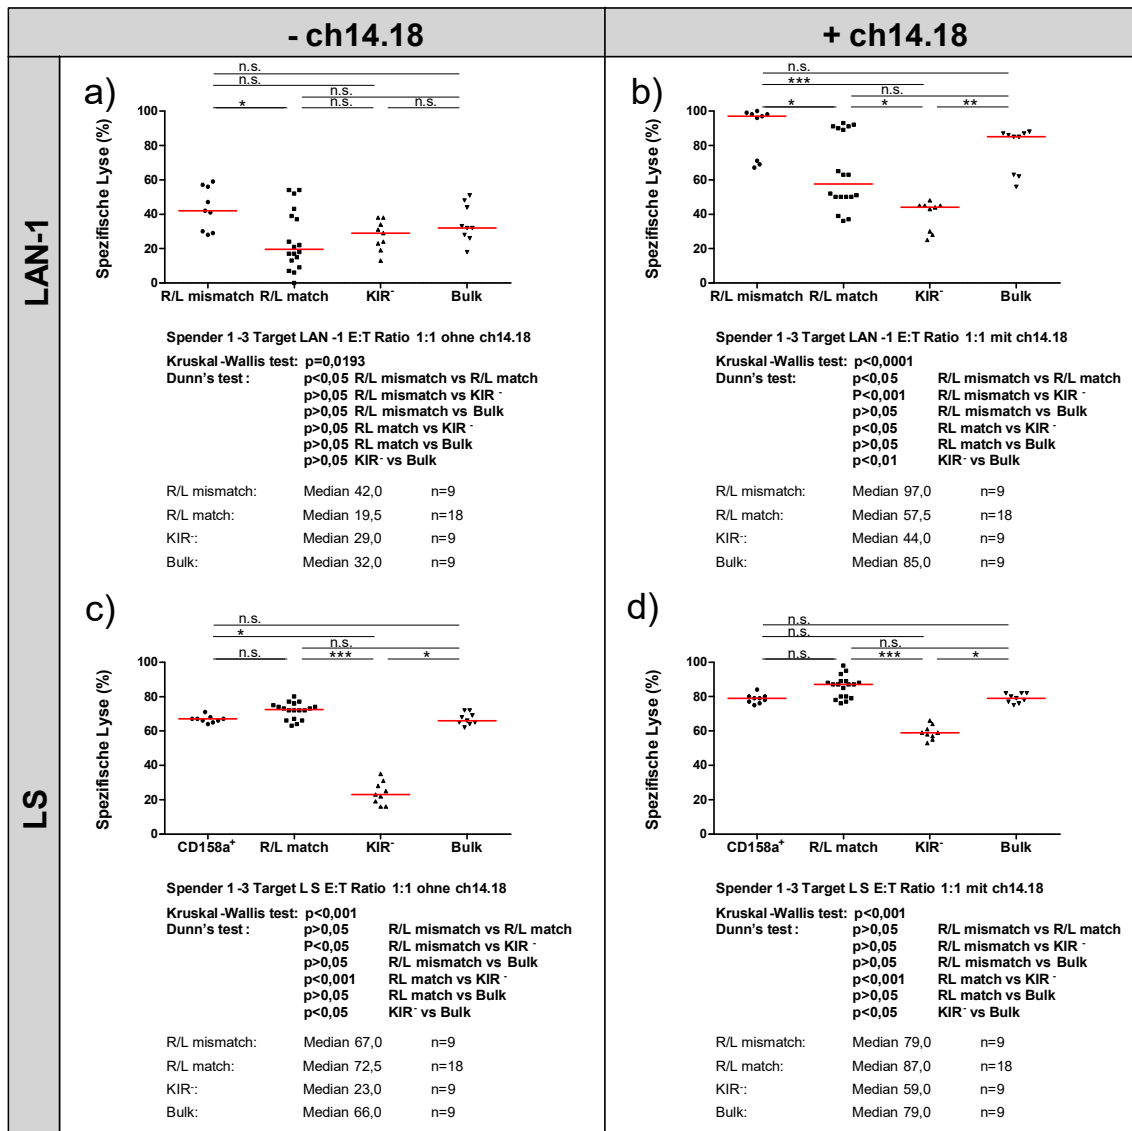 - ch14.18
+ ch14.18
LAN-1
LS
a)
n.s.
n.s.
n.s.
* n.s. n.s.
Spezifische Lyse (%)
100
80
60
40
20
0
R/L mismatch R/L match KIR⁻ Bulk
Spender 1-3 Target LAN-1 E:T Ratio 1:1 ohne ch14.18
Kruskal-Wallis test: p=0,0193
Dunn's test: p<0,05 R/L mismatch vs R/L match
p>0,05 R/L mismatch vs KIR⁻
p>0,05 R/L mismatch vs Bulk
p>0,05 RL match vs KIR⁻
p>0,05 RL match vs Bulk
p>0,05 KIR⁻ vs Bulk
R/L mismatch: Median 42,0 n=9
R/L match: Median 19,5 n=18
KIR⁻: Median 29,0 n=9
Bulk: Median 32,0 n=9
b)
n.s.
***
n.s.
* * **
Spezifische Lyse (%)
100
80
60
40
20
0
R/L mismatch R/L match KIR⁻ Bulk
Spender 1-3 Target LAN-1 E:T Ratio 1:1 mit ch14.18
Kruskal-Wallis test: p<0,0001
Dunn's test: p<0,05 R/L mismatch vs R/L match
P<0,001 R/L mismatch vs KIR⁻
p>0,05 R/L mismatch vs Bulk
p<0,05 RL match vs KIR⁻
p>0,05 RL match vs Bulk
p<0,01 KIR⁻ vs Bulk
R/L mismatch: Median 97,0 n=9
R/L match: Median 57,5 n=18
KIR⁻: Median 44,0 n=9
Bulk: Median 85,0 n=9
c)
n.s.
*
n.s.
n.s. *** *
Spezifische Lyse (%)
100
80
60
40
20
0
CD158a⁺ R/L match KIR⁻ Bulk
Spender 1-3 Target LS E:T Ratio 1:1 ohne ch14.18
Kruskal-Wallis test: p<0,001
Dunn's test: p>0,05 R/L mismatch vs R/L match
P<0,05 R/L mismatch vs KIR⁻
p>0,05 R/L mismatch vs Bulk
p<0,001 RL match vs KIR⁻
p>0,05 RL match vs Bulk
p<0,05 KIR⁻ vs Bulk
R/L mismatch: Median 67,0 n=9
R/L match: Median 72,5 n=18
KIR⁻: Median 23,0 n=9
Bulk: Median 66,0 n=9
d)
n.s.
n.s.
n.s.
n.s. *** *
Spezifische Lyse (%)
100
80
60
40
20
0
CD158a⁺ R/L match KIR⁻ Bulk
Spender 1-3 Target LS E:T Ratio 1:1 mit ch14.18
Kruskal-Wallis test: p<0,001
Dunn's test: p>0,05 R/L mismatch vs R/L match
p>0,05 R/L mismatch vs KIR⁻
p>0,05 R/L mismatch vs Bulk
p<0,001 RL match vs KIR⁻
p>0,05 RL match vs Bulk
p<0,05 KIR⁻ vs Bulk
R/L mismatch: Median 79,0 n=9
R/L match: Median 87,0 n=18
KIR⁻: Median 59,0 n=9
Bulk: Median 79,0 n=9